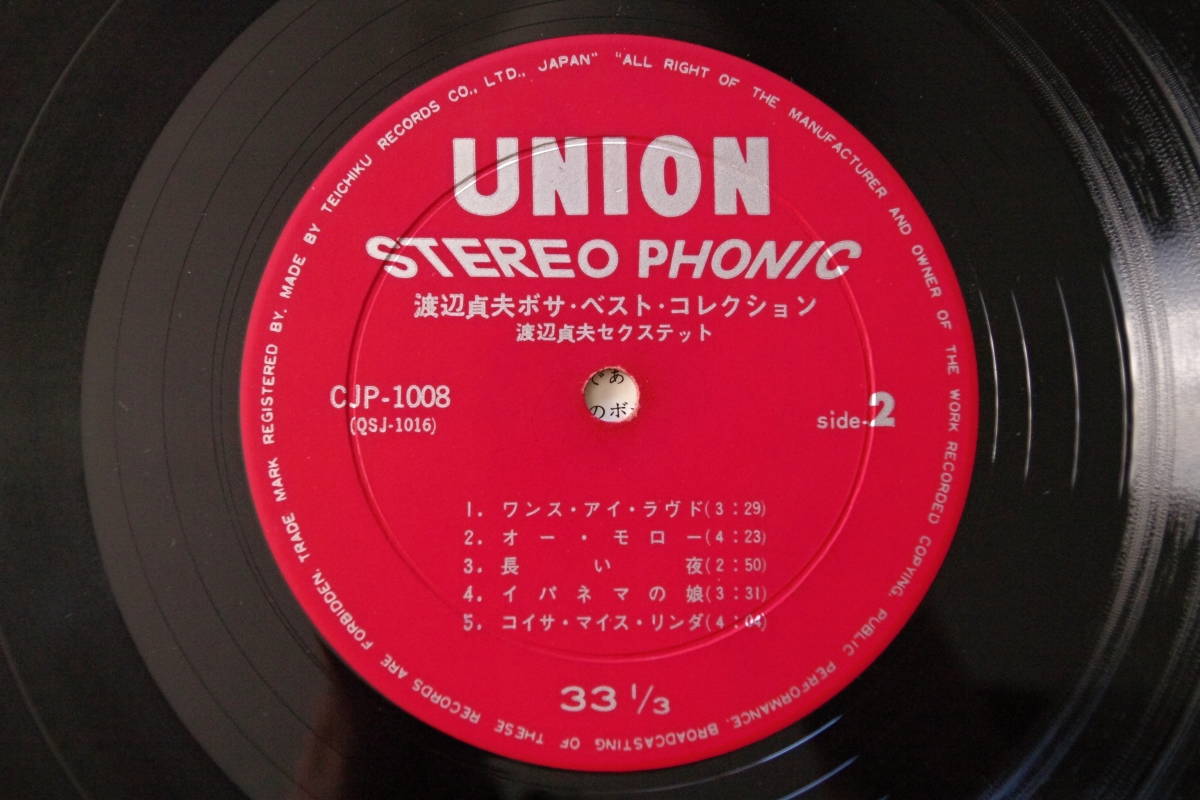 TRADE MARK REGISTERED BY. MADE BY TEICHIKU RECORDS CO., LTD., JAPAN" "ALL RIGHT OF THE MANUFACTURER AND OWNER OF THE WORK RECORDED COPYING. PUBLIC PERFORMANCE. BROADCASTING OF THESE RECORDS ARE FORBIDDEN.
UNION
STEREO PHONIC
渡辺貞夫ボサ・ベスト・コレクション
渡辺貞夫セクステット
CJP-1008
(QSJ-1016)
であ
のボ
side-2
1. ワンス・アイ・ラヴド(3:29)
2. オー・モロー(4:23)
3. 長い夜(2:50)
4. イパネマの娘(3:31)
5. コイサ・マイス・リンダ(4:04)
33 1/3